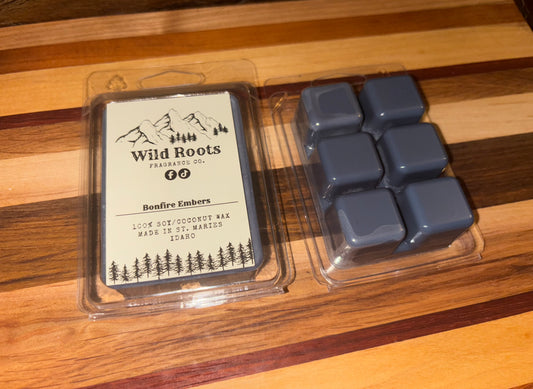 Wild Roots
FRAGRANCE CO.
Bonfire Embers
100% SOY/COCONUT WAX
MADE IN ST. MARIES
IDAHO